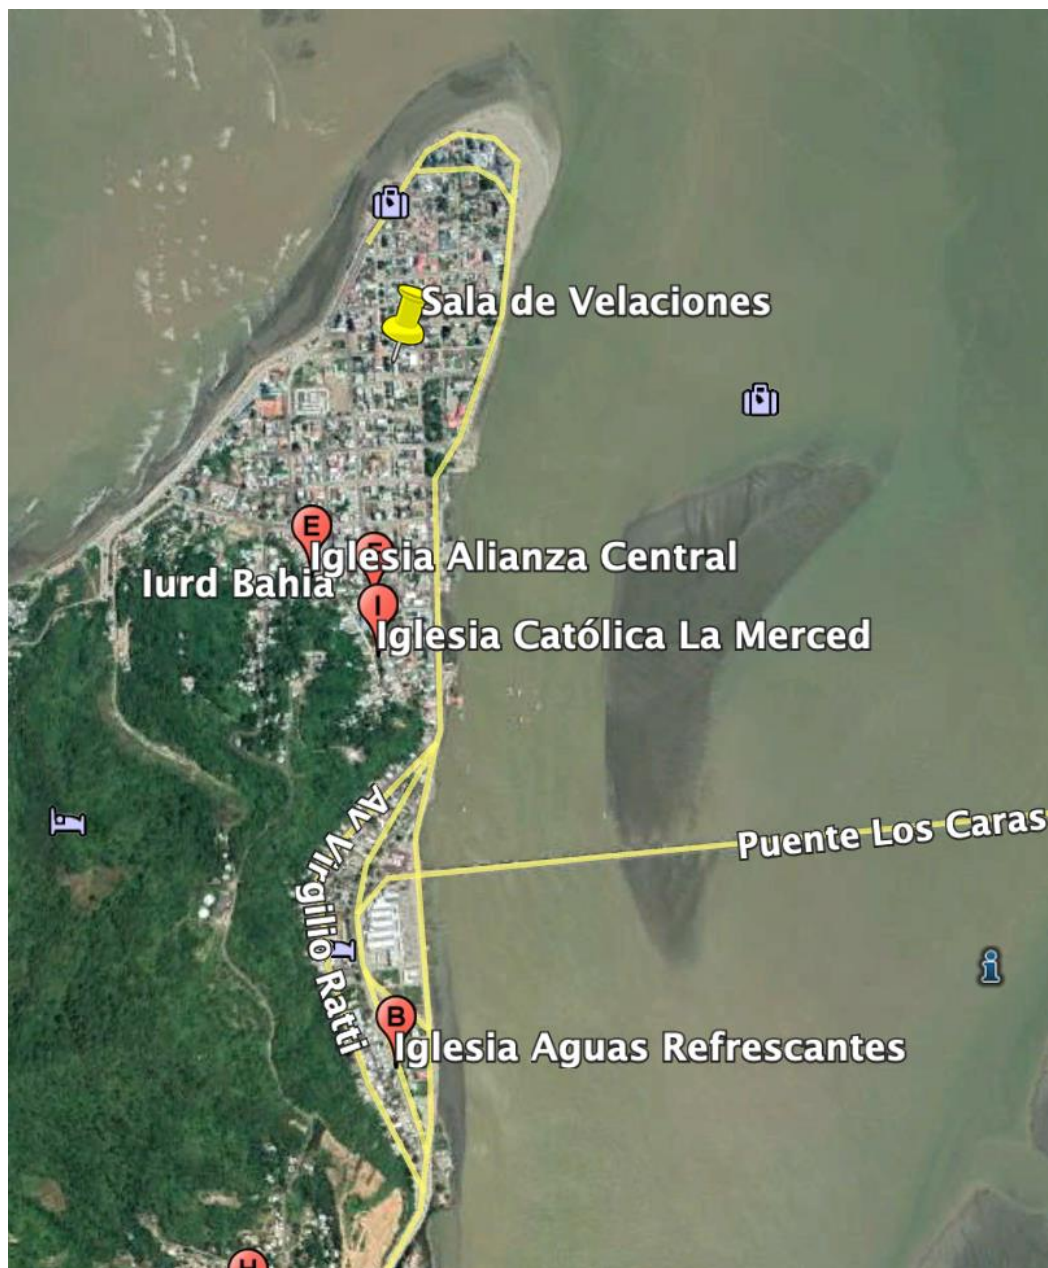 Sala de Velaciones
E
Iglesia Alianza Central
Iurd Bahia
I
Iglesia Católica La Merced
Av Virgilio Ratti
Puente Los Caras
B
Iglesia Aguas Refrescantes
H